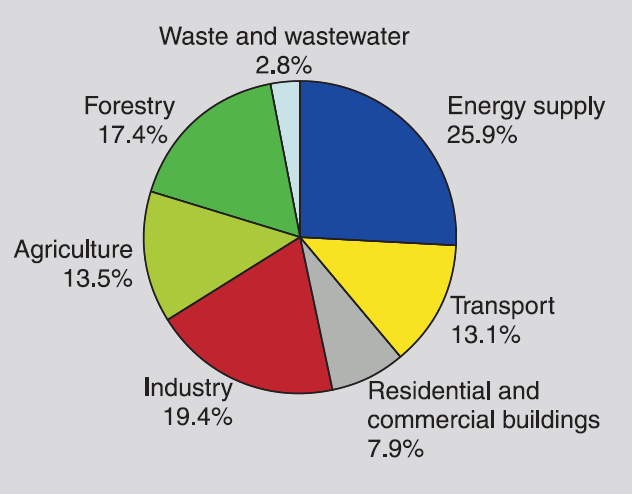 Waste and wastewater
2.8%
Energy supply
25.9%
Transport
13.1%
Residential and
commercial buildings
7.9%
Industry
19.4%
Agriculture
13.5%
Forestry
17.4%